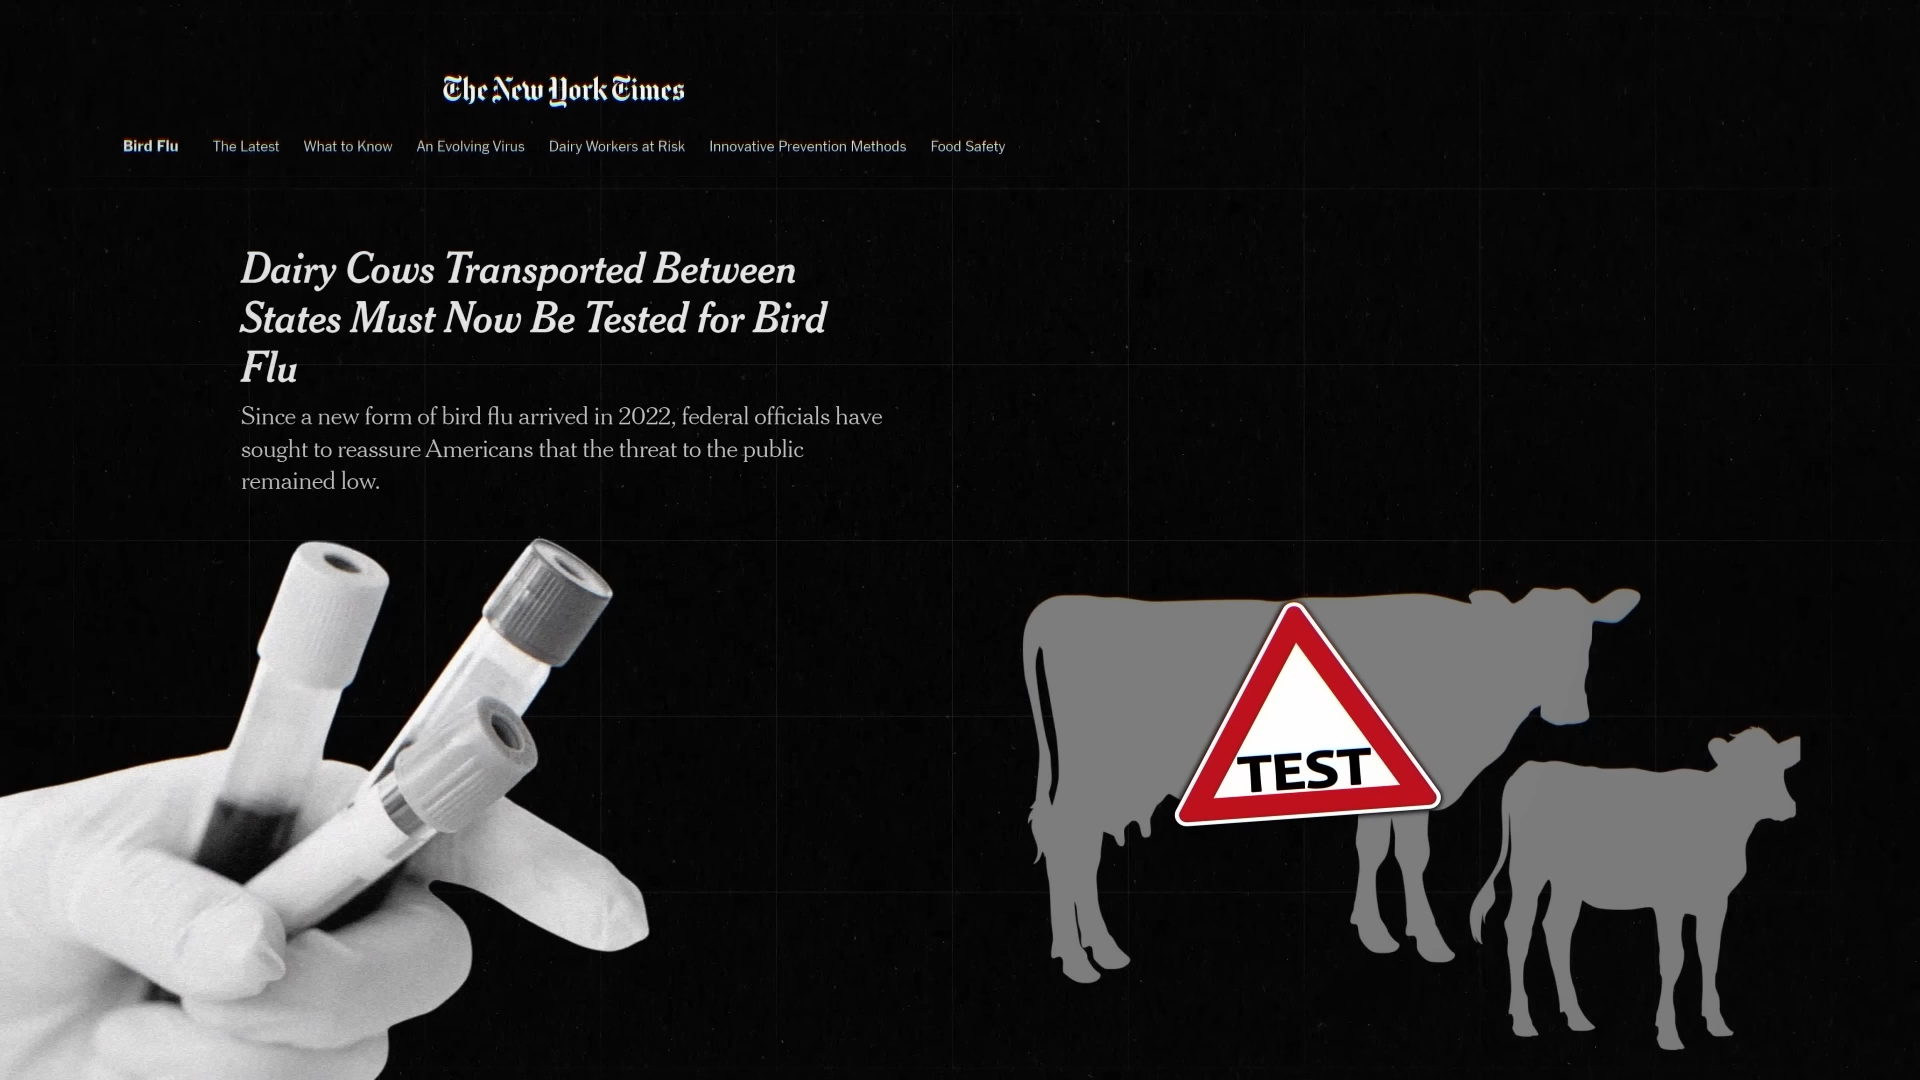 The New York Times
Bird Flu The Latest What to Know An Evolving Virus Dairy Workers at Risk Innovative Prevention Methods Food Safety
Dairy Cows Transported Between
States Must Now Be Tested for Bird
Flu
Since a new form of bird flu arrived in 2022, federal officials have
sought to reassure Americans that the threat to the public
remained low.
TEST